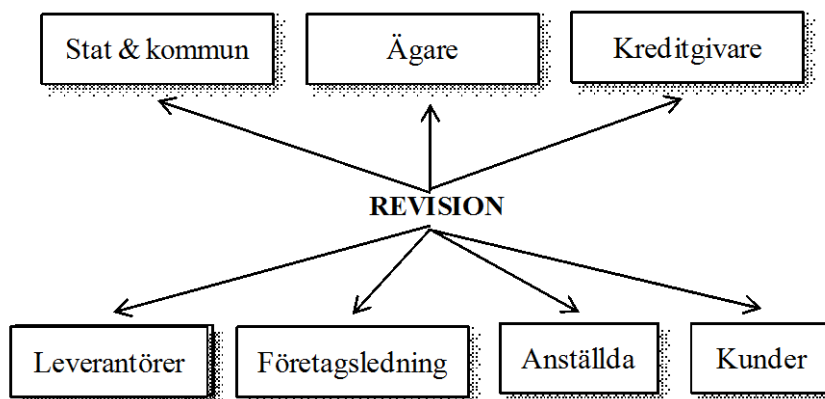 Stat & kommun
Ägare
Kreditgivare
REVISION
Leverantörer
Företagsledning
Anställda
Kunder